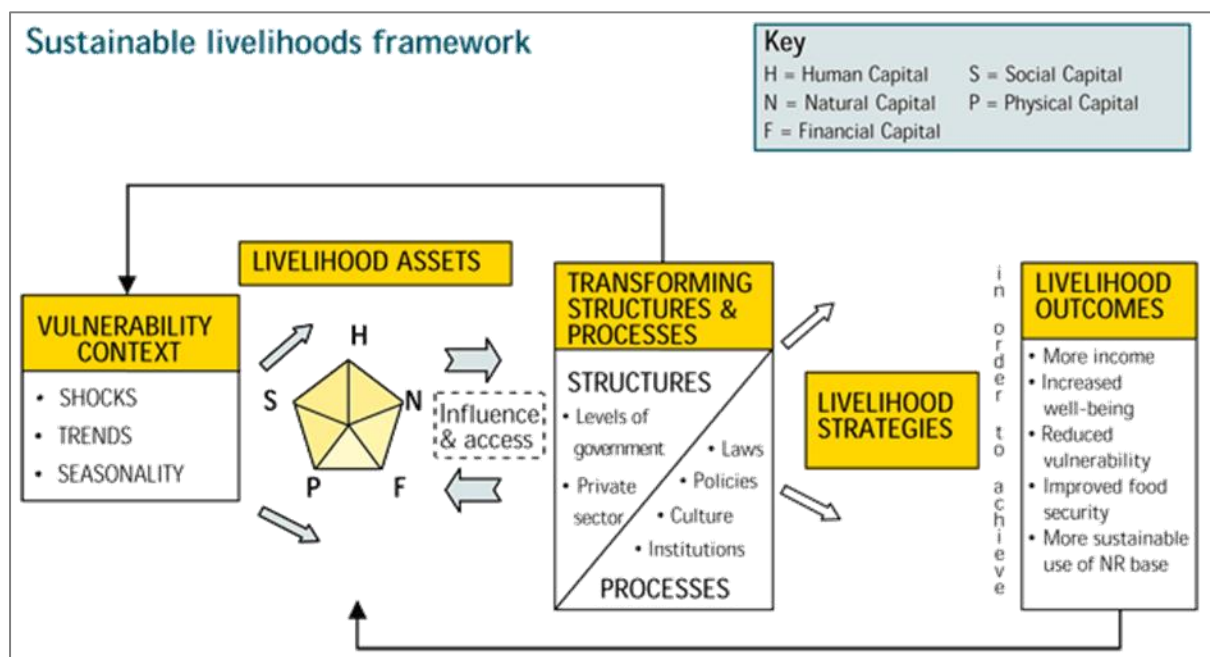 Sustainable livelihoods framework
Key
H = Human Capital
S = Social Capital
N = Natural Capital
P = Physical Capital
F = Financial Capital
LIVELIHOOD ASSETS
VULNERABILITY
CONTEXT
• SHOCKS
• TRENDS
• SEASONALITY
H
S
N
P
F
Influence
& access
TRANSFORMING
STRUCTURES &
PROCESSES
STRUCTURES
• Levels of
government
• Private
sector
• Laws
• Policies
• Culture
• Institutions
PROCESSES
LIVELIHOOD
STRATEGIES
in order to achieve
LIVELIHOOD
OUTCOMES
• More income
• Increased
well-being
• Reduced
vulnerability
• Improved food
security
• More sustainable
use of NR base